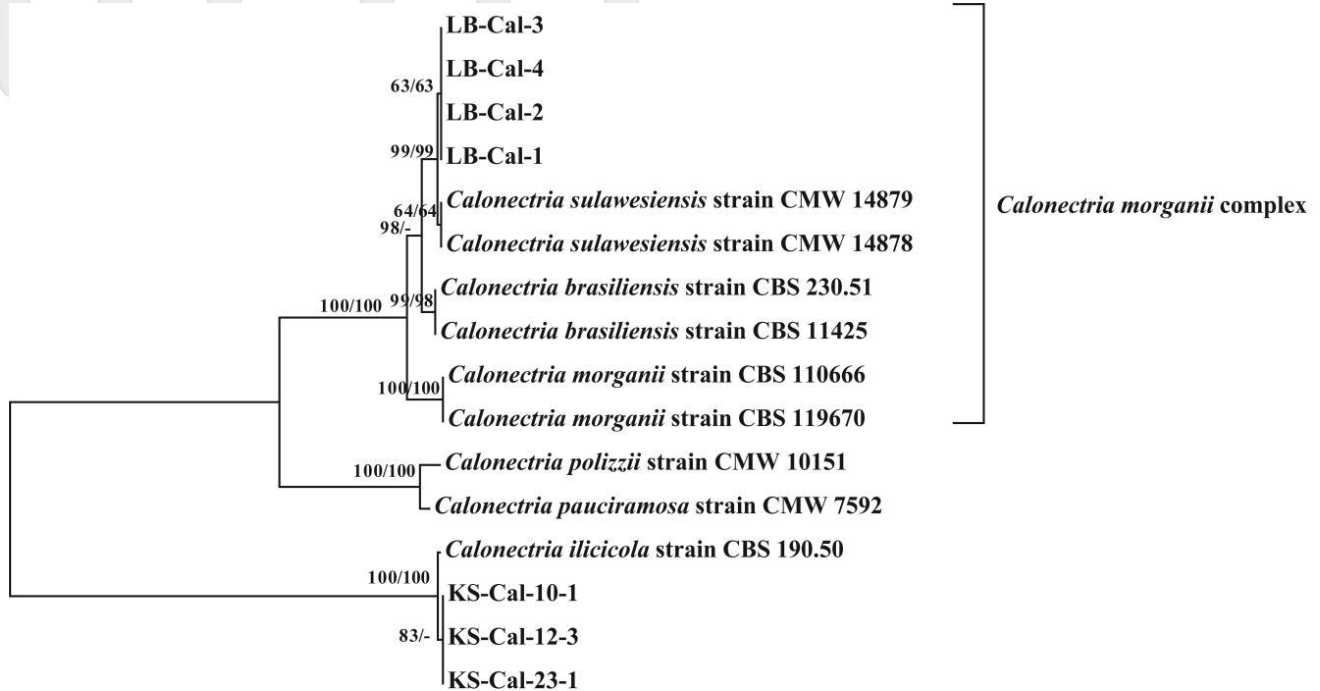 LB-Cal-3
LB-Cal-4
63/63
LB-Cal-2
99/99
LB-Cal-1
Calonectria sulawesiensis strain CMW 14879
Calonectria morganii complex
64/64
98/-
Calonectria sulawesiensis strain CMW 14878
Calonectria brasiliensis strain CBS 230.51
100/100
99/98
Calonectria brasiliensis strain CBS 11425
Calonectria morganii strain CBS 110666
100/100
Calonectria morganii strain CBS 119670
Calonectria polizzii strain CMW 10151
100/100
Calonectria pauciramosa strain CMW 7592
Calonectria ilicicola strain CBS 190.50
100/100
KS-Cal-10-1
83/-
KS-Cal-12-3
KS-Cal-23-1